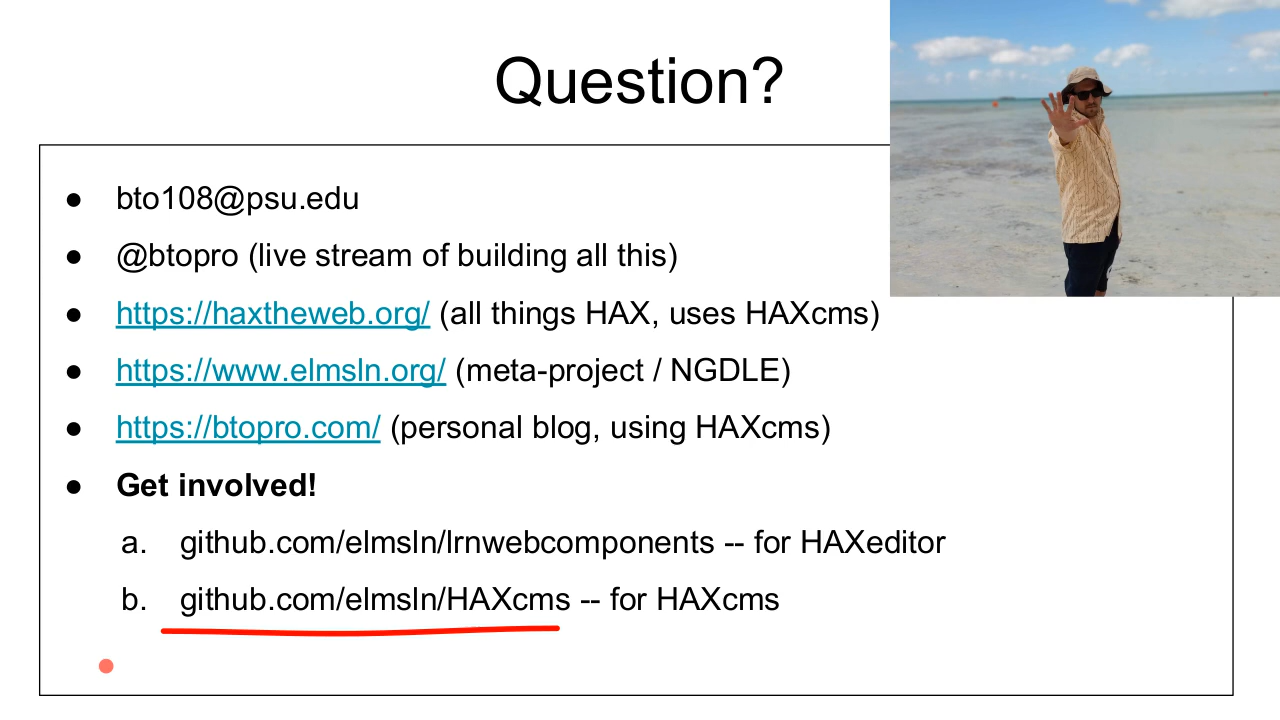 Question?
● bto108@psu.edu
● @btopro (live stream of building all this)
● https://haxtheweb.org/ (all things HAX, uses HAXcms)
● https://www.elmsln.org/ (meta-project / NGDLE)
● https://btopro.com/ (personal blog, using HAXcms)
● Get involved!
a. github.com/elmsln/lrnwebcomponents -- for HAXeditor
b. github.com/elmsln/HAXcms -- for HAXcms